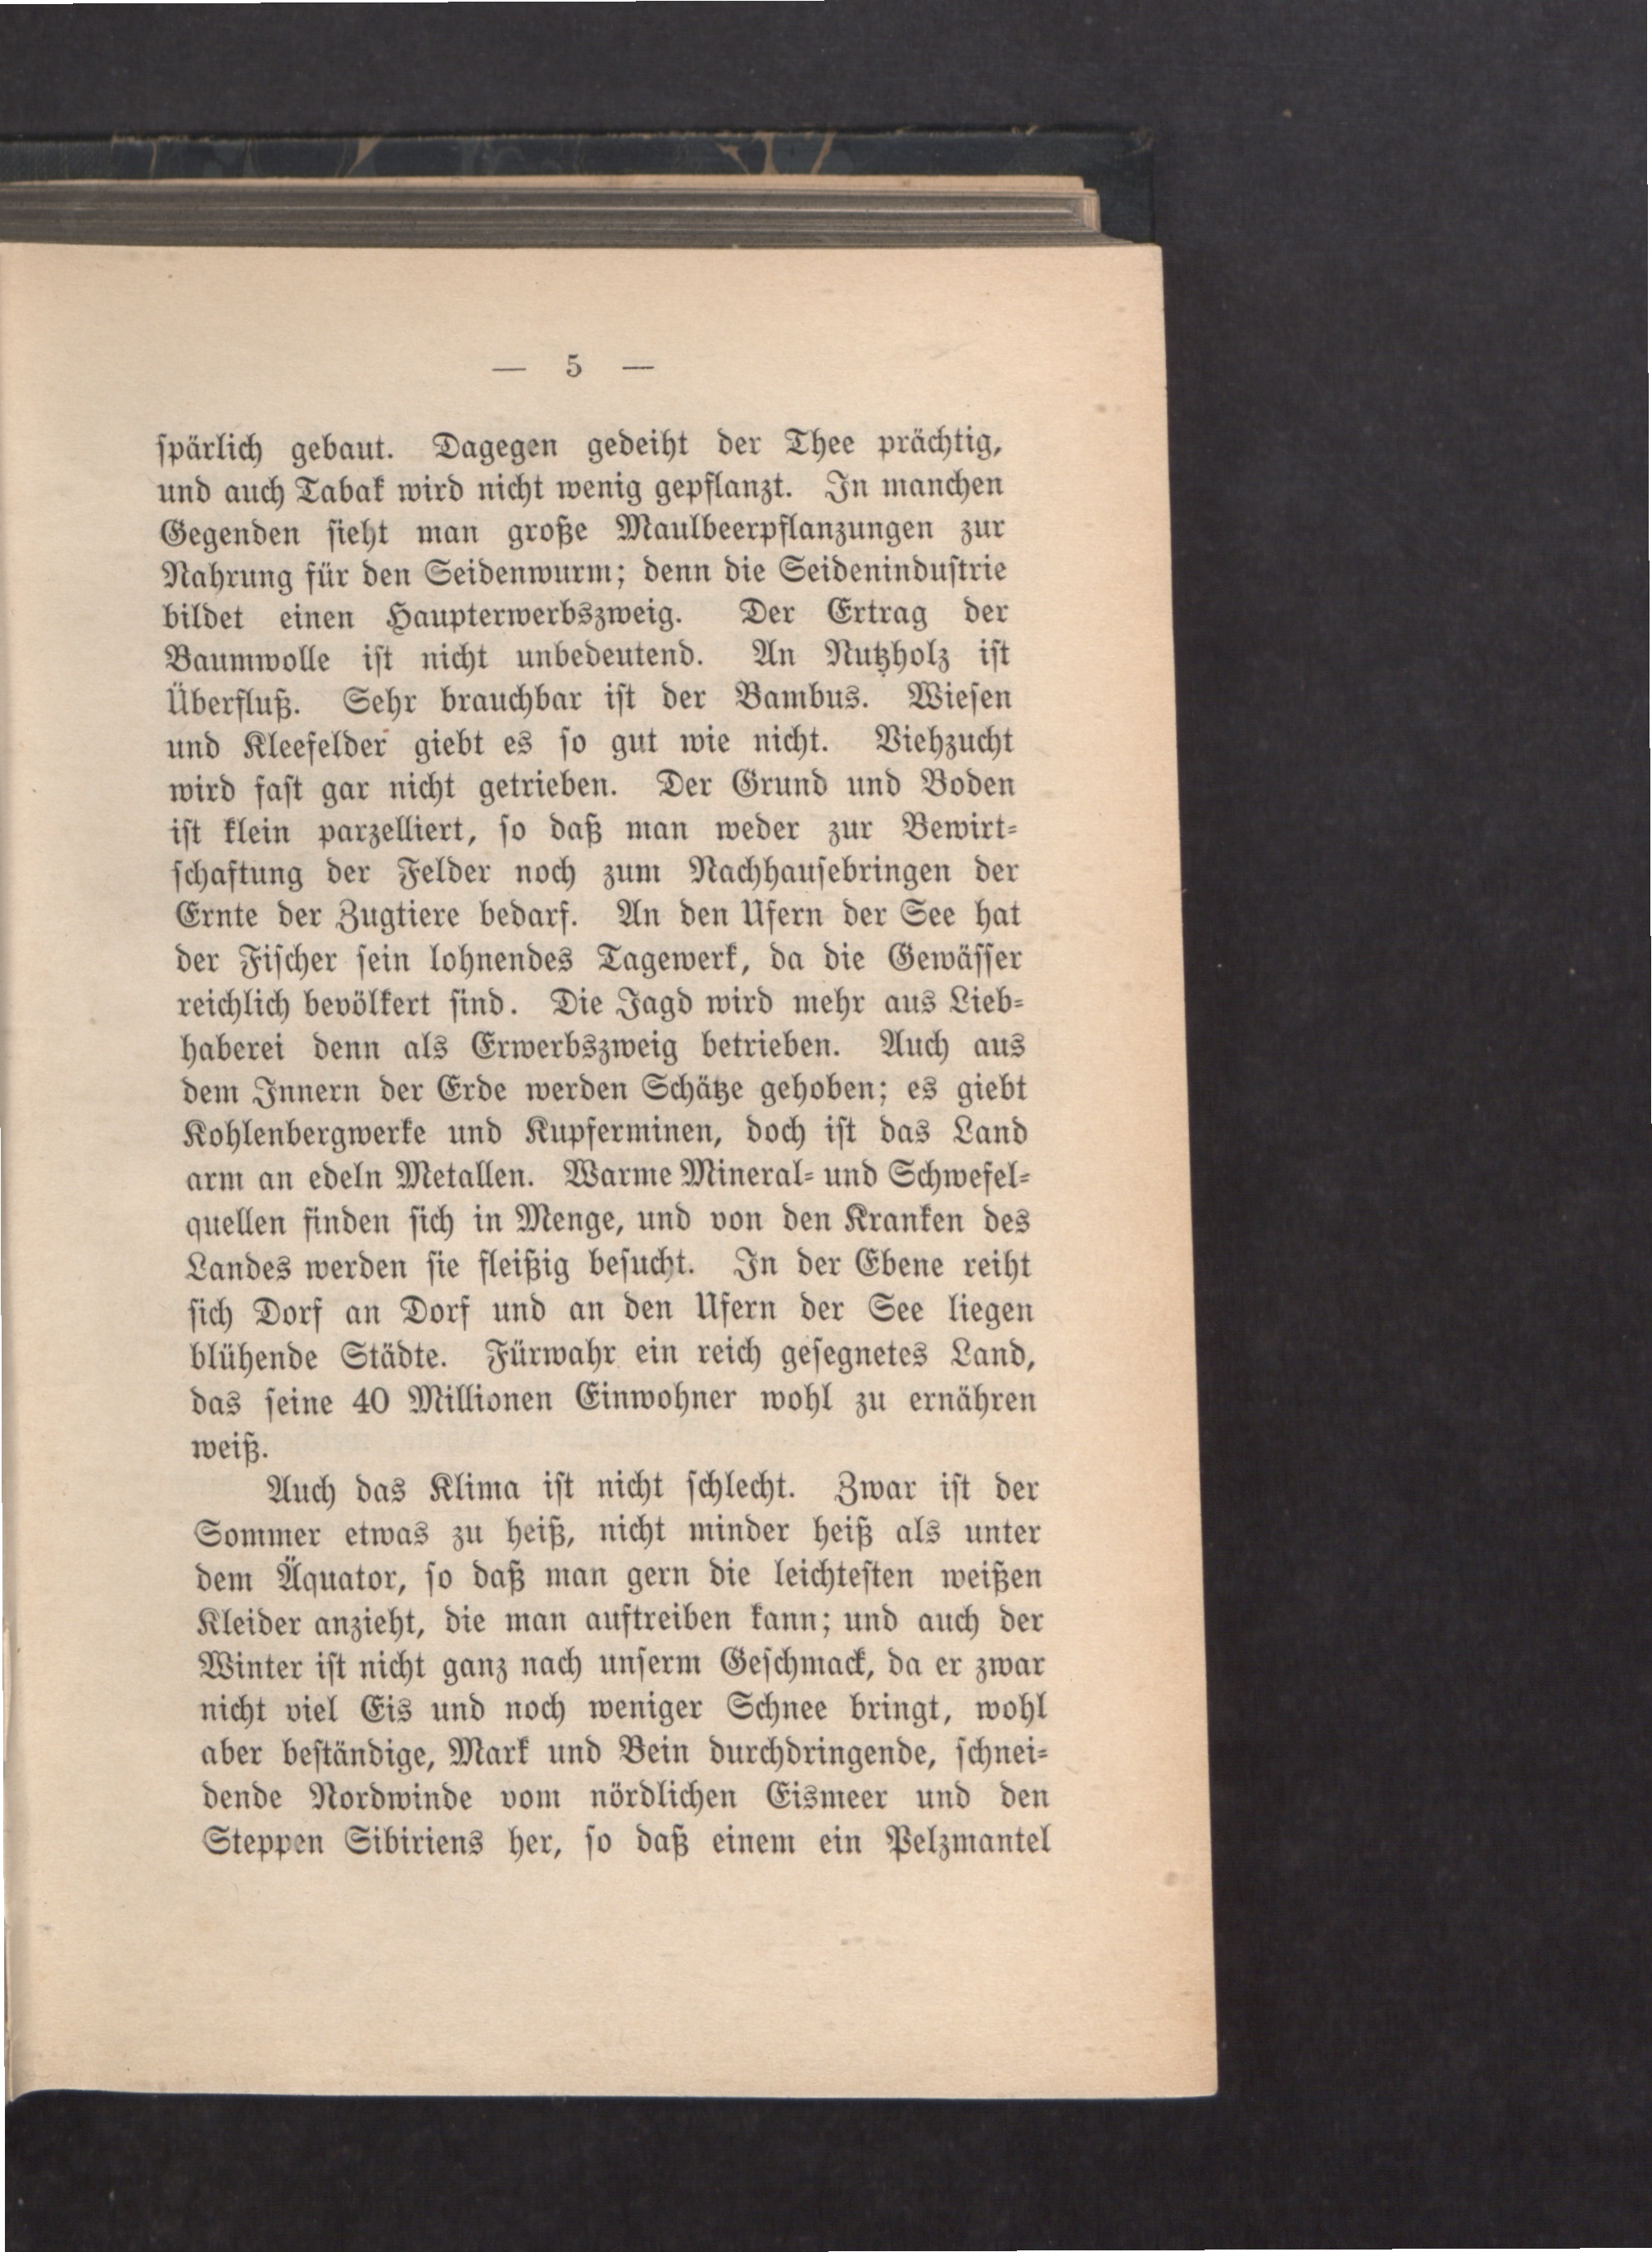 — 5 —
spärlich gebaut. Dagegen gedeiht der Thee prächtig,
und auch Tabak wird nicht wenig gepflanzt. In manchen
Gegenden sieht man große Maulbeerpflanzungen zur
Nahrung für den Seidenwurm; denn die Seidenindustrie
bildet einen Haupterwerbszweig. Der Ertrag der
Baumwolle ist nicht unbedeutend. An Nutzholz ist
Überfluß. Sehr brauchbar ist der Bambus. Wiesen
und Kleefelder giebt es so gut wie nicht. Viehzucht
wird fast gar nicht getrieben. Der Grund und Boden
ist klein parzelliert, so daß man weder zur Bewirt-
schaftung der Felder noch zum Nachhausebringen der
Ernte der Zugtiere bedarf. An den Ufern der See hat
der Fischer sein lohnendes Tagewerk, da die Gewässer
reichlich bevölkert sind. Die Jagd wird mehr aus Lieb-
haberei denn als Erwerbszweig betrieben. Auch aus
dem Innern der Erde werden Schätze gehoben; es giebt
Kohlenbergwerke und Kupferminen, doch ist das Land
arm an edeln Metallen. Warme Mineral- und Schwefel-
quellen finden sich in Menge, und von den Kranken des
Landes werden sie fleißig besucht. In der Ebene reiht
sich Dorf an Dorf und an den Ufern der See liegen
blühende Städte. Fürwahr ein reich gesegnetes Land,
das seine 40 Millionen Einwohner wohl zu ernähren
weiß.
Auch das Klima ist nicht schlecht. Zwar ist der
Sommer etwas zu heiß, nicht minder heiß als unter
dem Äquator, so daß man gern die leichtesten weißen
Kleider anzieht, die man auftreiben kann; und auch der
Winter ist nicht ganz nach unserm Geschmack, da er zwar
nicht viel Eis und noch weniger Schnee bringt, wohl
aber beständige, Mark und Bein durchdringende, schnei-
dende Nordwinde vom nördlichen Eismeer und den
Steppen Sibiriens her, so daß einem ein Pelzmantel